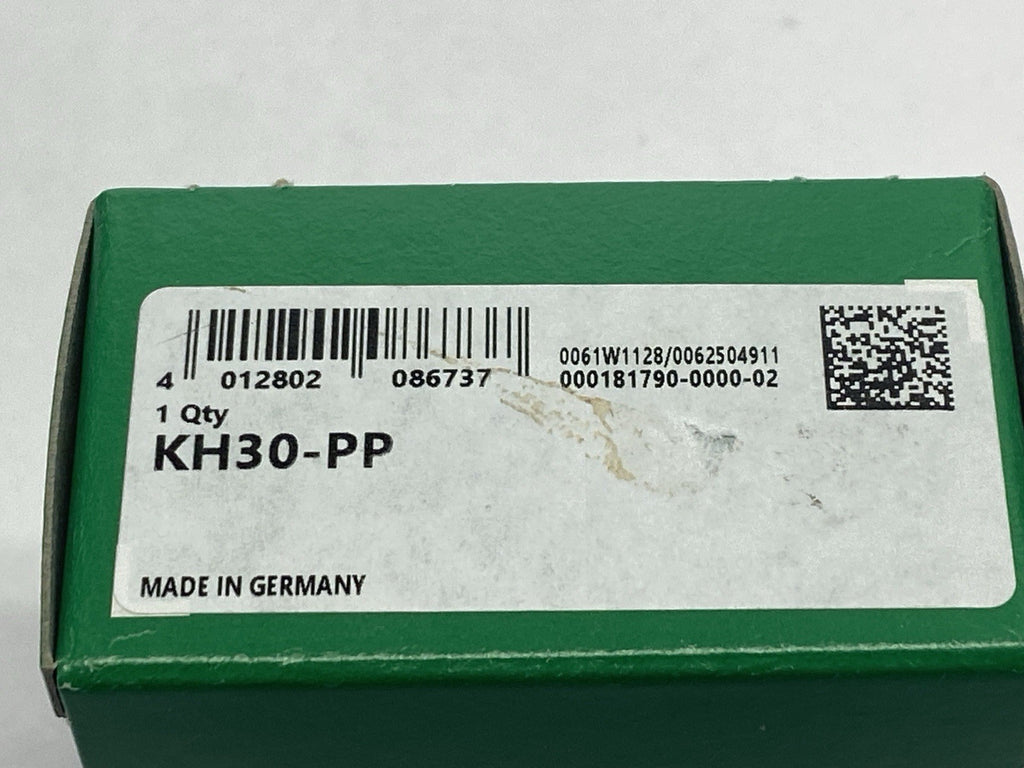 4 012802 086737
0061W1128/0062504911
000181790-0000-02
1 Qty
KH30-PP
MADE IN GERMANY